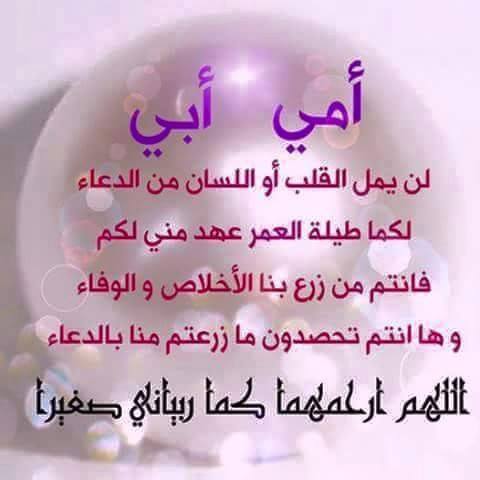 أمي أبي
لن يمل القلب أو اللسان من الدعاء
لكما طيلة العمر عهد مني لكم
فانتم من زرع بنا الأخلاص و الوفاء
و ها انتم تحصدون ما زرعتم منا بالدعاء
اللهم ارحمهما كما ربياني صغيرا